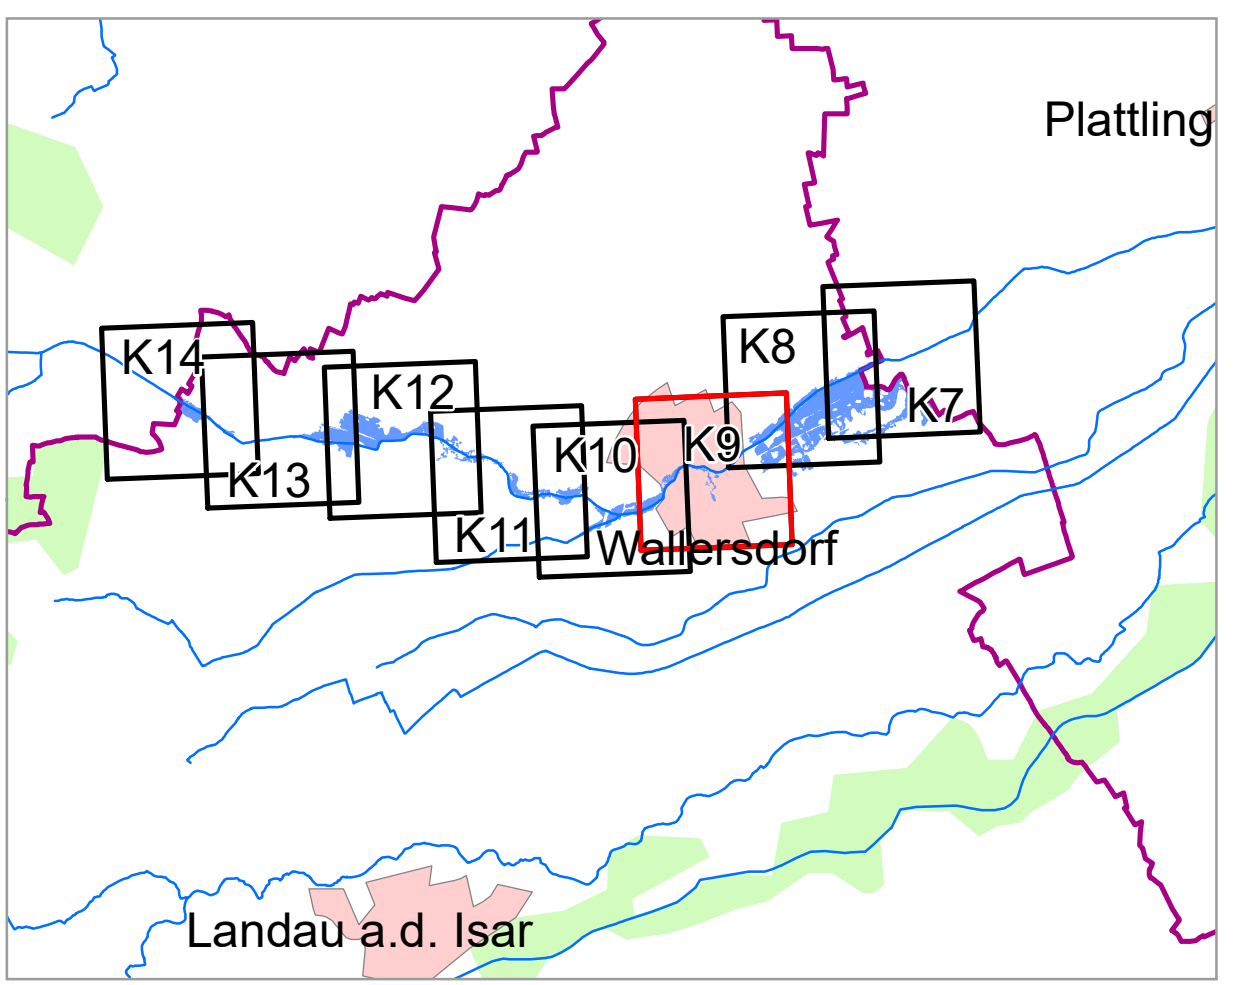 Plattling
K8
K14
K12
K7
K9
K10
K13
K11
Wallersdorf
Landau a.d. Isar